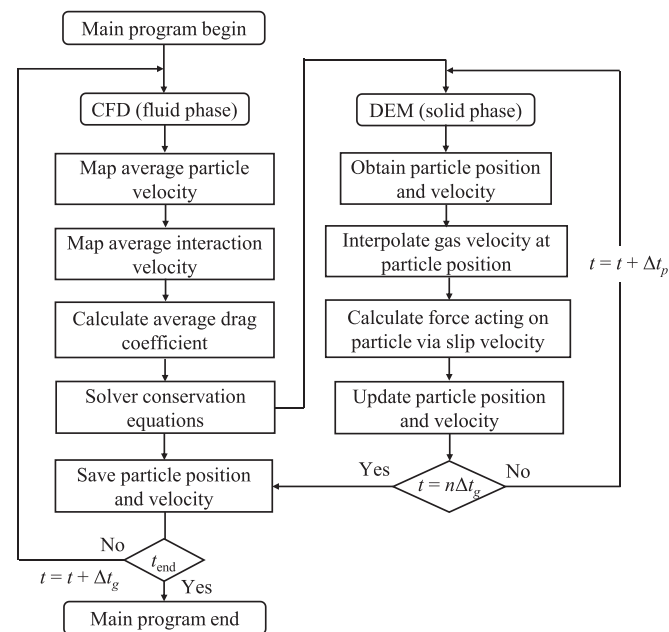 Main program begin
CFD (fluid phase)
Map average particle
velocity
Map average interaction
velocity
Calculate average drag
coefficient
Solver conservation
equations
Save particle position
and velocity
No
t_end
t = t + Δt_g
Yes
Main program end
DEM (solid phase)
Obtain particle position
and velocity
Interpolate gas velocity at
particle position
Calculate force acting on
particle via slip velocity
Update particle position
and velocity
Yes
t = nΔt_g
No
t = t + Δt_p